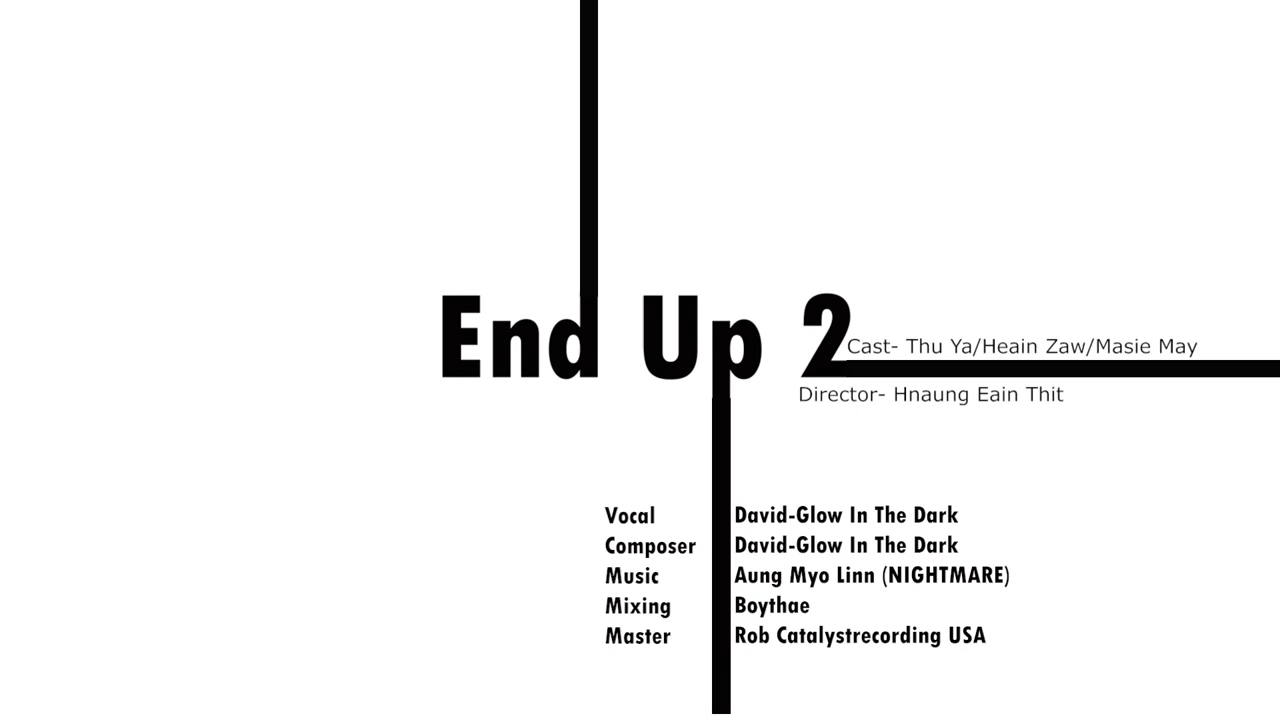 End Up 2
Cast- Thu Ya/Heain Zaw/Masie May
Director- Hnaung Eain Thit
Vocal David-Glow In The Dark
Composer David-Glow In The Dark
Music Aung Myo Linn (NIGHTMARE)
Mixing Boythae
Master Rob Catalystrecording USA